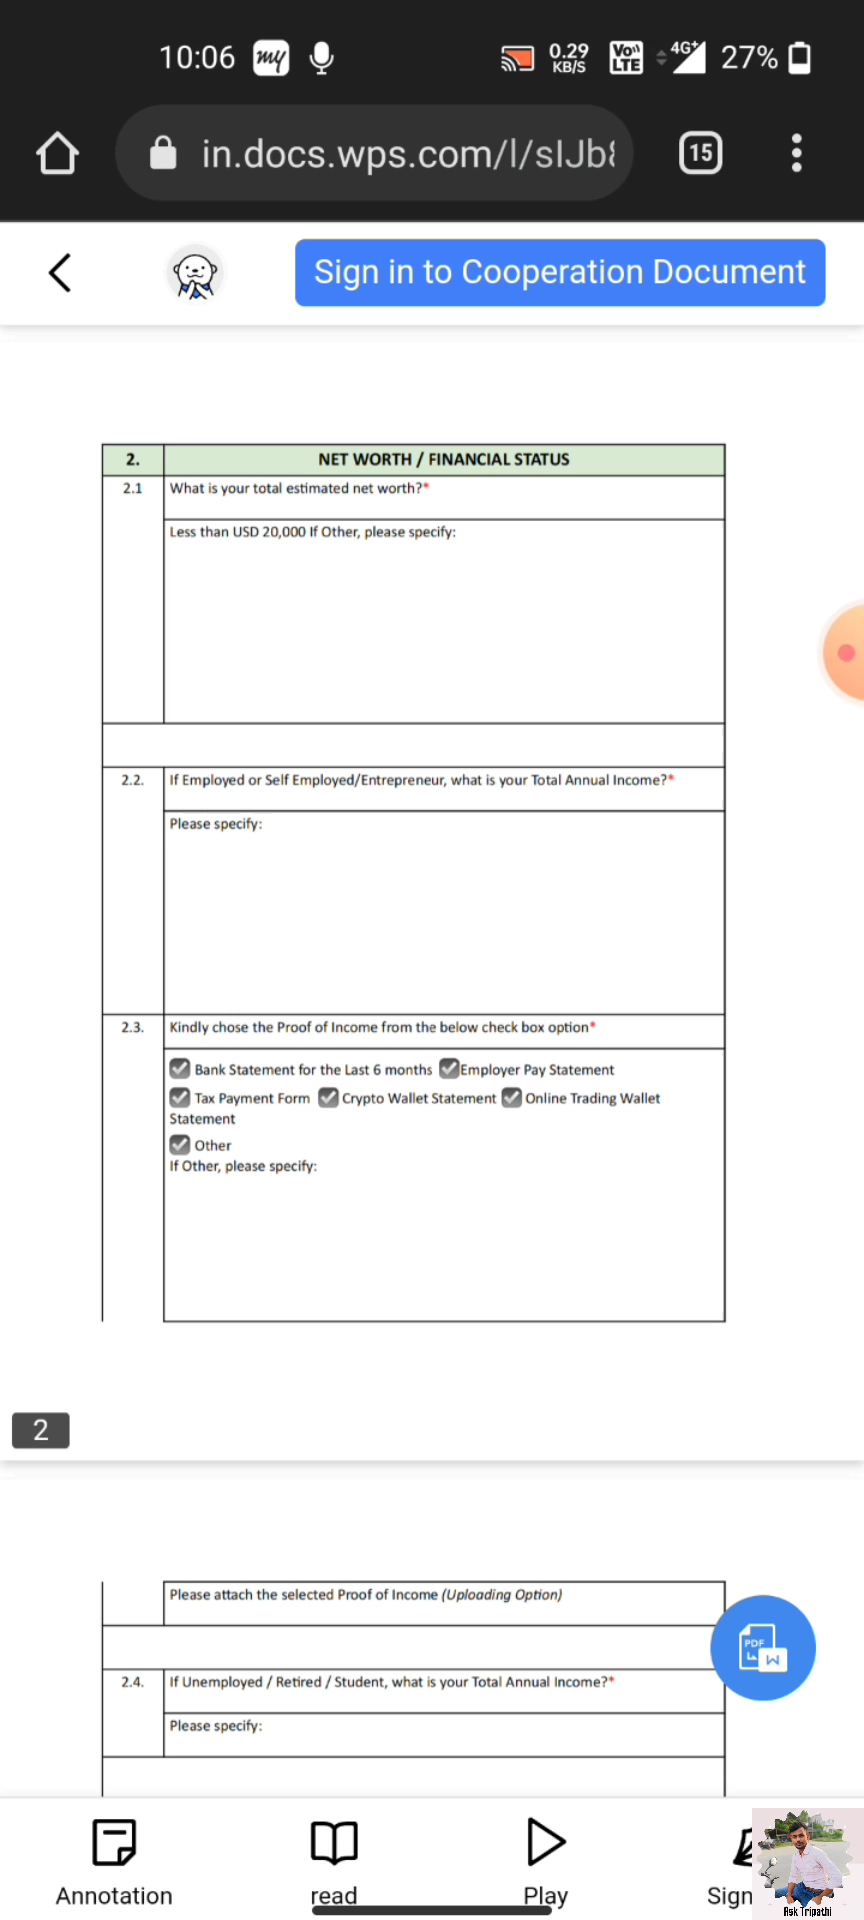 10:06 my 0.29 KB/S Vo)) LTE 4G+ 27%
in.docs.wps.com/l/sIJb8 15
Sign in to Cooperation Document
2. NET WORTH / FINANCIAL STATUS
2.1 What is your total estimated net worth?*
Less than USD 20,000 If Other, please specify:
2.2. If Employed or Self Employed/Entrepreneur, what is your Total Annual Income?*
Please specify:
2.3. Kindly chose the Proof of Income from the below check box option*
Bank Statement for the Last 6 months Employer Pay Statement
Tax Payment Form Crypto Wallet Statement Online Trading Wallet
Statement
Other
If Other, please specify:
2
Please attach the selected Proof of Income (Uploading Option)
PDF W
2.4. If Unemployed / Retired / Student, what is your Total Annual Income?*
Please specify:
Annotation read Play Sign
Ask Tripathi